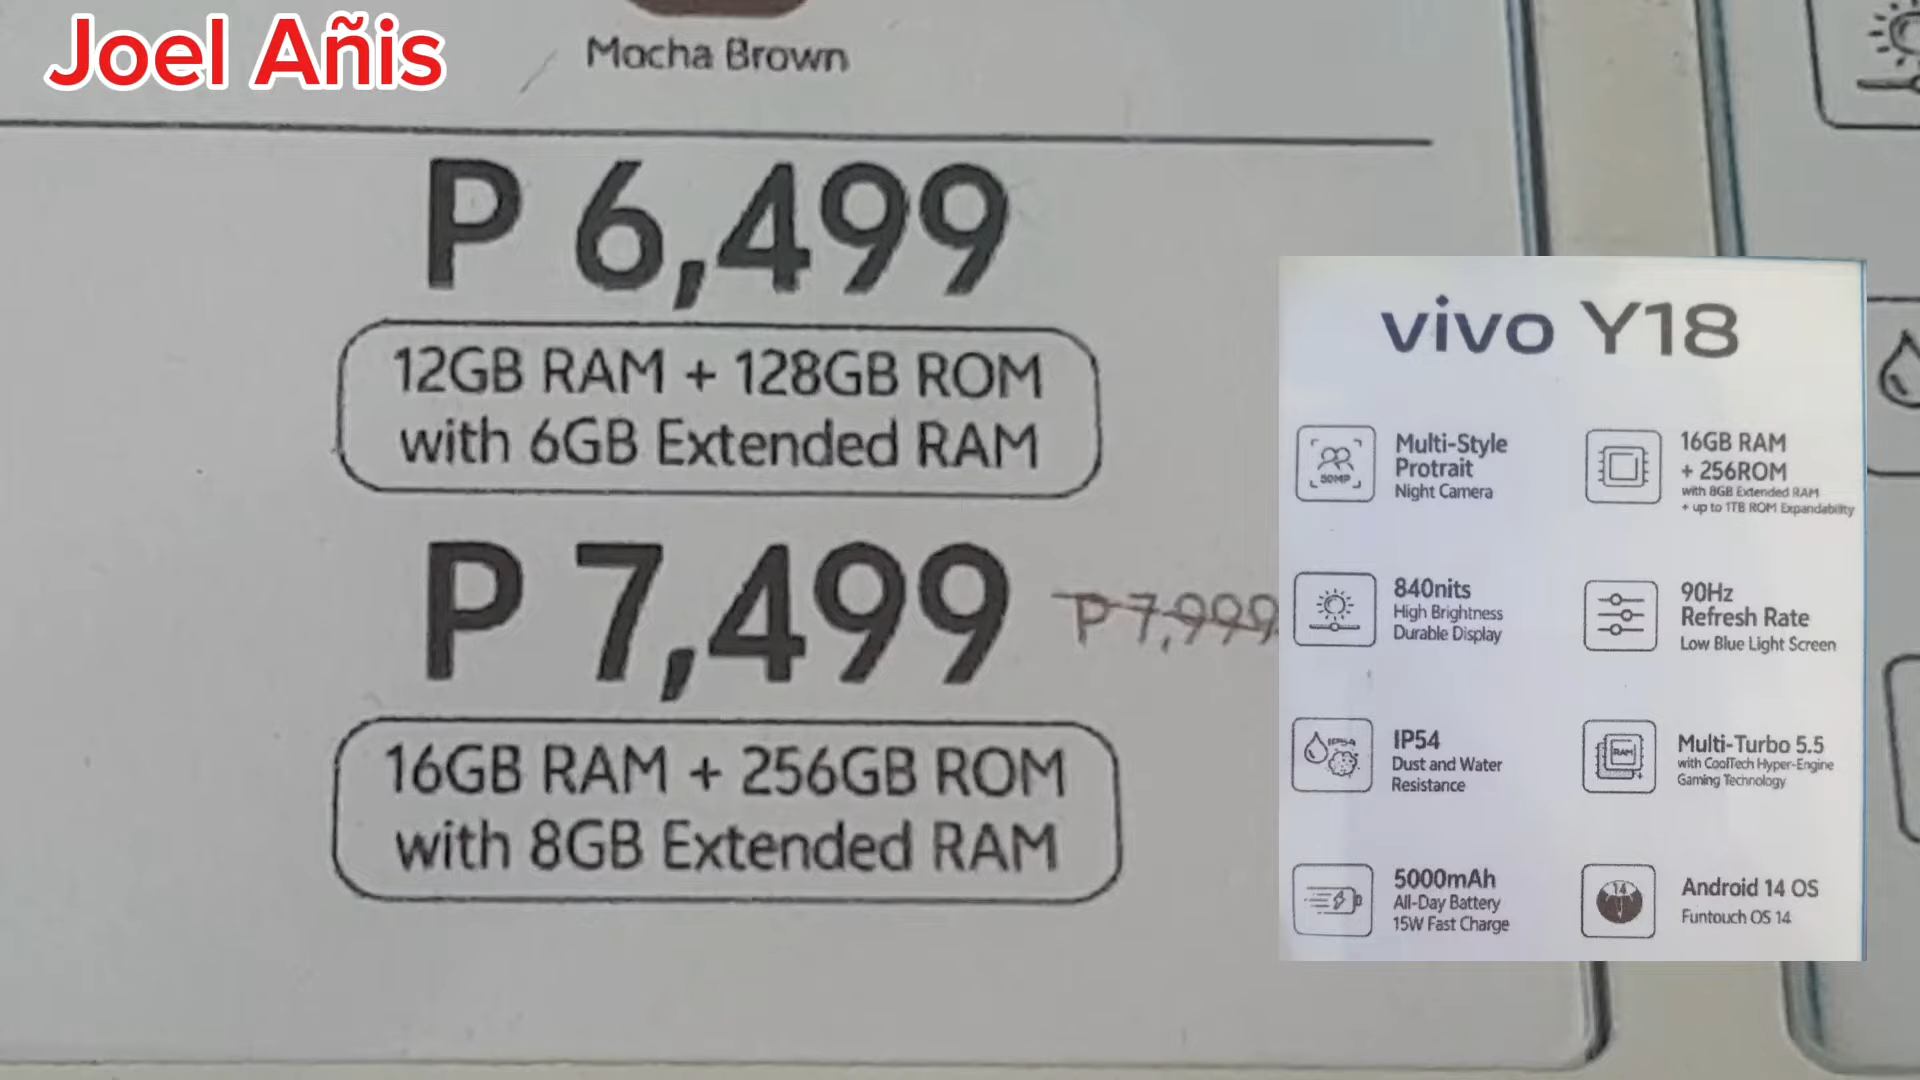 Joel Añis
Mocha Brown
P 6,499
12GB RAM + 128GB ROM
with 6GB Extended RAM
P 7,499
P 7,999
16GB RAM + 256GB ROM
with 8GB Extended RAM
vivo Y18
50MP
Multi-Style
Protrait
Night Camera
16GB RAM
+ 256ROM
with 8GB Extended RAM
+ up to 1TB ROM Expandability
840nits
High Brightness
Durable Display
90Hz
Refresh Rate
Low Blue Light Screen
IP54
IP54
Dust and Water
Resistance
RAM
Multi-Turbo 5.5
with CoolTech Hyper-Engine
Gaming Technology
5000mAh
All-Day Battery
15W Fast Charge
14
Android 14 OS
Funtouch OS 14